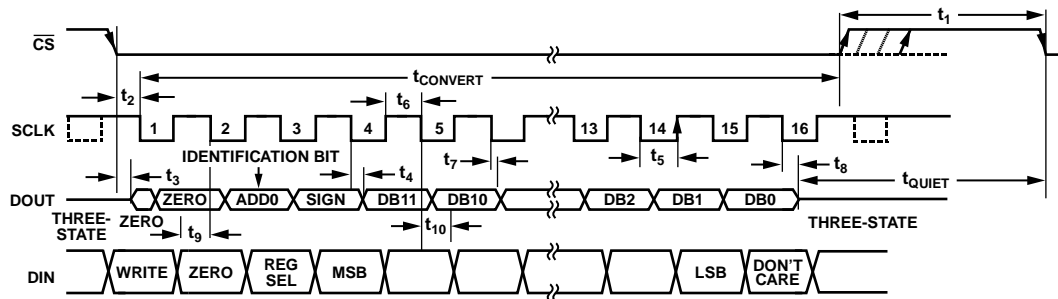 t1
CS
tCONVERT
t2
t6
SCLK
1 2 3 4 5 13 14 15 16
t7
t5
t8
IDENTIFICATION BIT
t3
t4
tQUIET
DOUT
ZERO ADD0 SIGN DB11 DB10 DB2 DB1 DB0
THREE-STATE
ZERO
THREE-STATE
t9
t10
DIN
WRITE ZERO REG SEL MSB LSB DON'T CARE